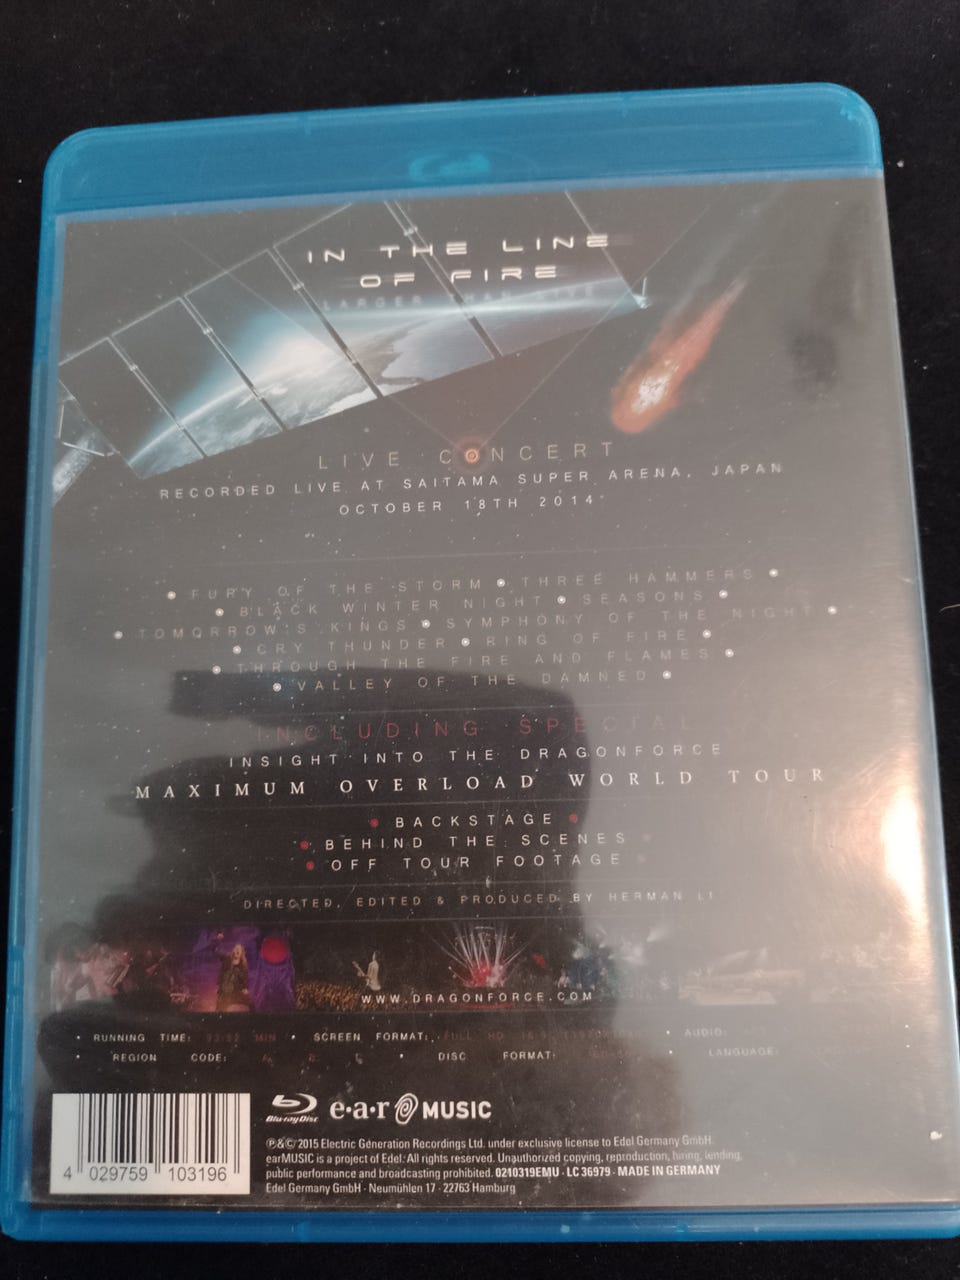 IN THE LINE
OF FIRE
LARGER THAN LIVE
LIVE CONCERT
RECORDED LIVE AT SAITAMA SUPER ARENA, JAPAN
OCTOBER 18TH 2014
• FURY OF THE STORM • THREE HAMMERS •
• BLACK WINTER NIGHT • SEASONS •
• TOMORROW'S KINGS • SYMPHONY OF THE NIGHT •
• CRY THUNDER • RING OF FIRE •
• THROUGH THE FIRE AND FLAMES •
• VALLEY OF THE DAMNED •
INCLUDING SPECIAL
INSIGHT INTO THE DRAGONFORCE
MAXIMUM OVERLOAD WORLD TOUR
• BACKSTAGE •
• BEHIND THE SCENES •
• OFF TOUR FOOTAGE •
DIRECTED, EDITED & PRODUCED BY HERMAN LI
WWW.DRAGONFORCE.COM
• RUNNING TIME: MIN • SCREEN FORMAT: FULL HD • AUDIO:
• REGION CODE: • DISC FORMAT: • LANGUAGE:
4 029759 103196
Blu-ray Disc
e·a·r MUSIC
℗&© 2015 Electric Generation Recordings Ltd. under exclusive license to Edel Germany GmbH.
earMUSIC is a project of Edel. All rights reserved. Unauthorized copying, reproduction, hiring, lending,
public performance and broadcasting prohibited. 0210319EMU · LC 36979 · MADE IN GERMANY
Edel Germany GmbH · Neumühlen 17 · 22763 Hamburg